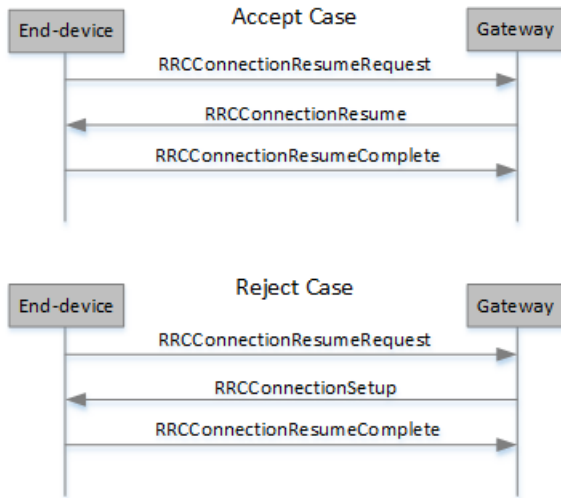 Accept Case
End-device
Gateway
RRCConnectionResumeRequest
RRCConnectionResume
RRCConnectionResumeComplete
Reject Case
End-device
Gateway
RRCConnectionResumeRequest
RRCConnectionSetup
RRCConnectionResumeComplete